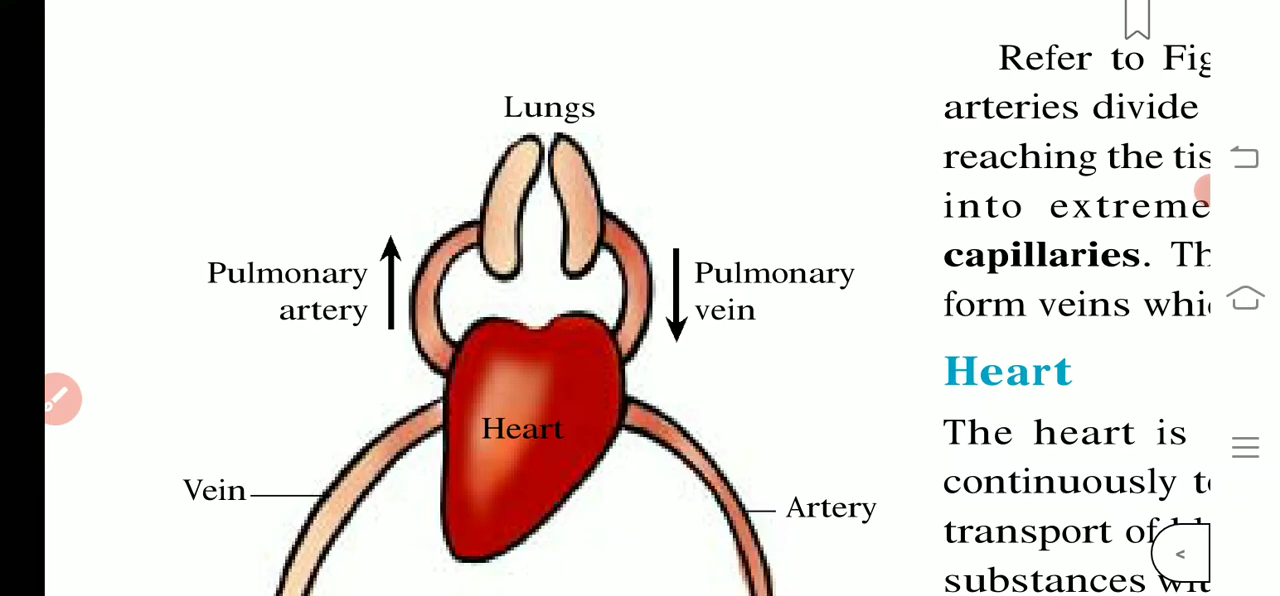 Lungs
Pulmonary
artery
Pulmonary
vein
Heart
Vein
Artery
Refer to Fig
arteries divide
reaching the tis
into extreme
capillaries. Th
form veins whi
Heart
The heart is
continuously t
transport of
substances